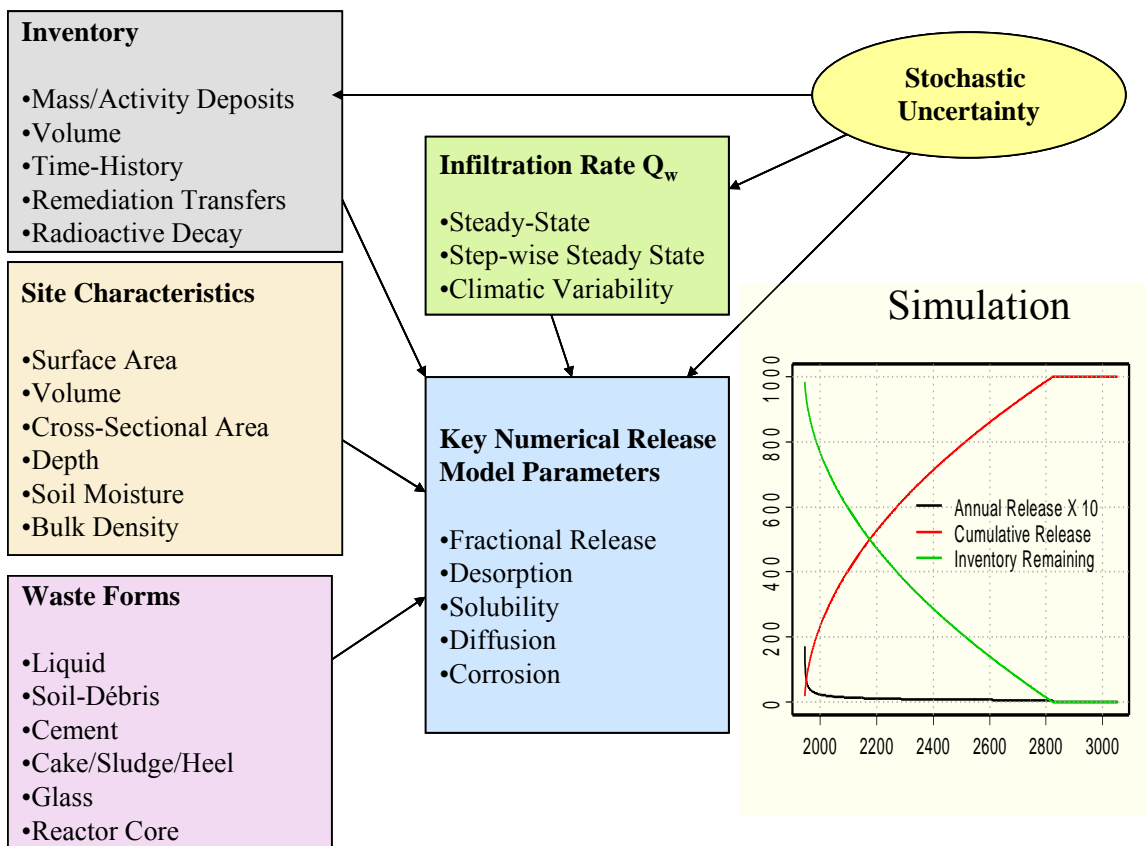 Inventory
•Mass/Activity Deposits
•Volume
•Time-History
•Remediation Transfers
•Radioactive Decay
Stochastic
Uncertainty
Infiltration Rate Qw
•Steady-State
•Step-wise Steady State
•Climatic Variability
Site Characteristics
•Surface Area
•Volume
•Cross-Sectional Area
•Depth
•Soil Moisture
•Bulk Density
Key Numerical Release
Model Parameters
•Fractional Release
•Desorption
•Solubility
•Diffusion
•Corrosion
Waste Forms
•Liquid
•Soil-Débris
•Cement
•Cake/Sludge/Heel
•Glass
•Reactor Core
Simulation
1000
800
600
400
200
0
Annual Release X 10
Cumulative Release
Inventory Remaining
2000 2200 2400 2600 2800 3000